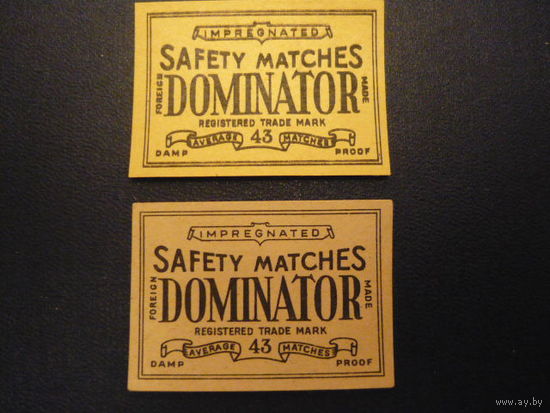 IMPREGNATED
SAFETY MATCHES
FOREIGN DOMINATOR MADE
REGISTERED TRADE MARK
AVERAGE 43 MATCHES
DAMP PROOF
IMPREGNATED
SAFETY MATCHES
FOREIGN DOMINATOR MADE
REGISTERED TRADE MARK
AVERAGE 43 MATCHES
DAMP PROOF
© www.ay.by